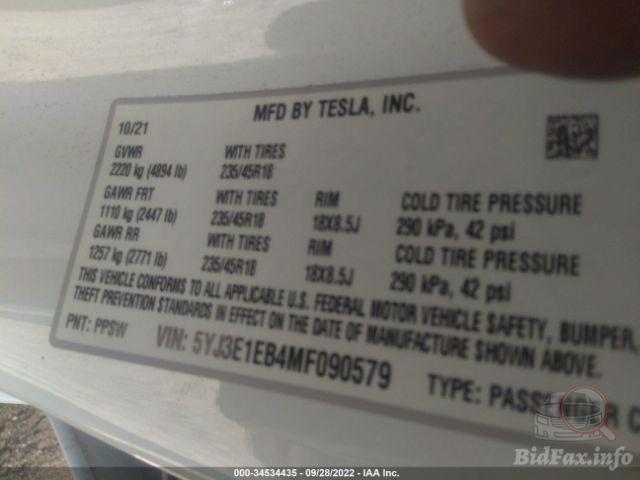 MFD BY TESLA, INC.
10/21
GVWR WITH TIRES
2220 kg (4894 lb) 235/45R18
GAWR FRT WITH TIRES RIM COLD TIRE PRESSURE
1110 kg (2447 lb) 235/45R18 18X8.5J 290 kPa, 42 psi
GAWR RR WITH TIRES RIM COLD TIRE PRESSURE
1257 kg (2771 lb) 235/45R18 18X8.5J 290 kPa, 42 psi
THIS VEHICLE CONFORMS TO ALL APPLICABLE U.S. FEDERAL MOTOR VEHICLE SAFETY, BUMPER,
THEFT PREVENTION STANDARDS IN EFFECT ON THE DATE OF MANUFACTURE SHOWN ABOVE.
PNT: PPSW VIN: 5YJ3E1EB4MF090579 TYPE: PASSENGER C
BidFax.info
000-34534435 - 09/28/2022 - IAA Inc.